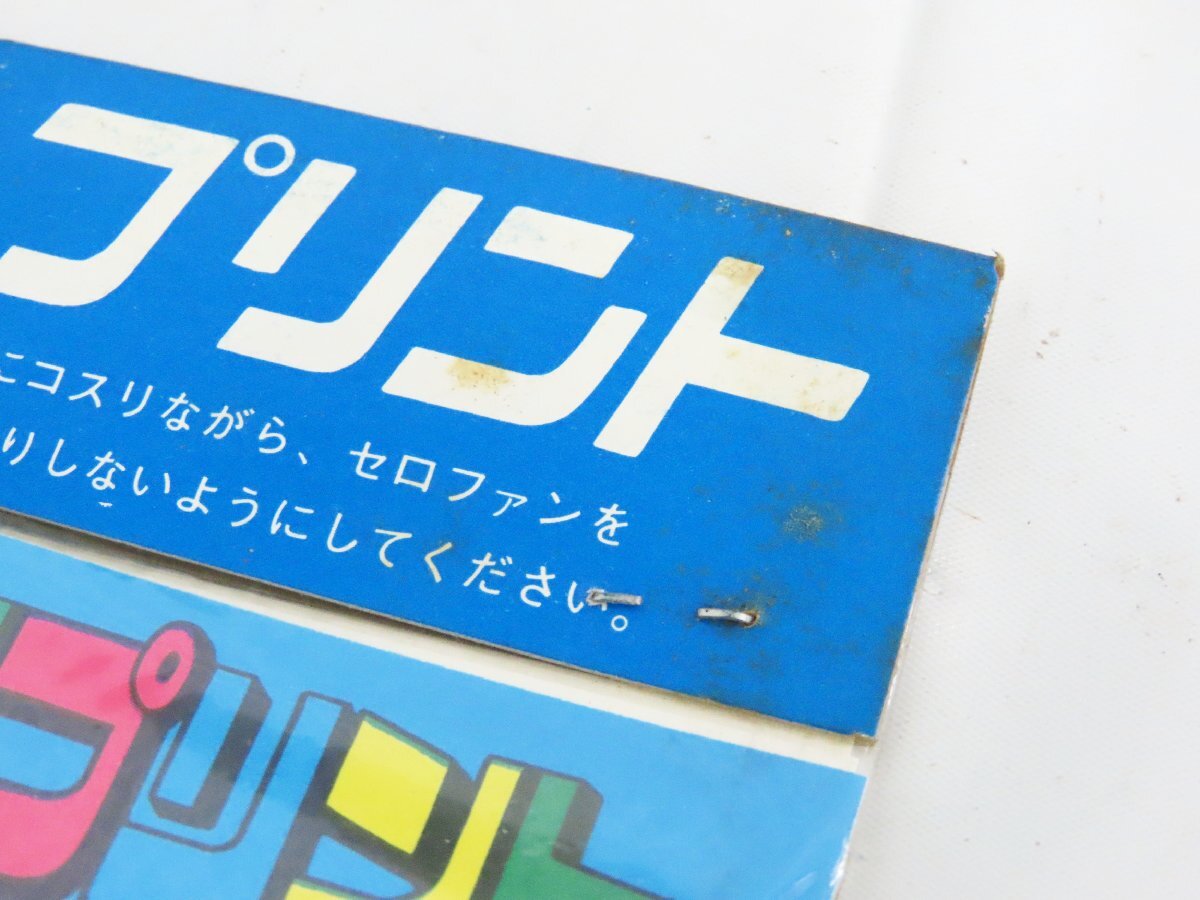 プリント
にコスリながら、セロファンを
りしないようにしてください。
プリント